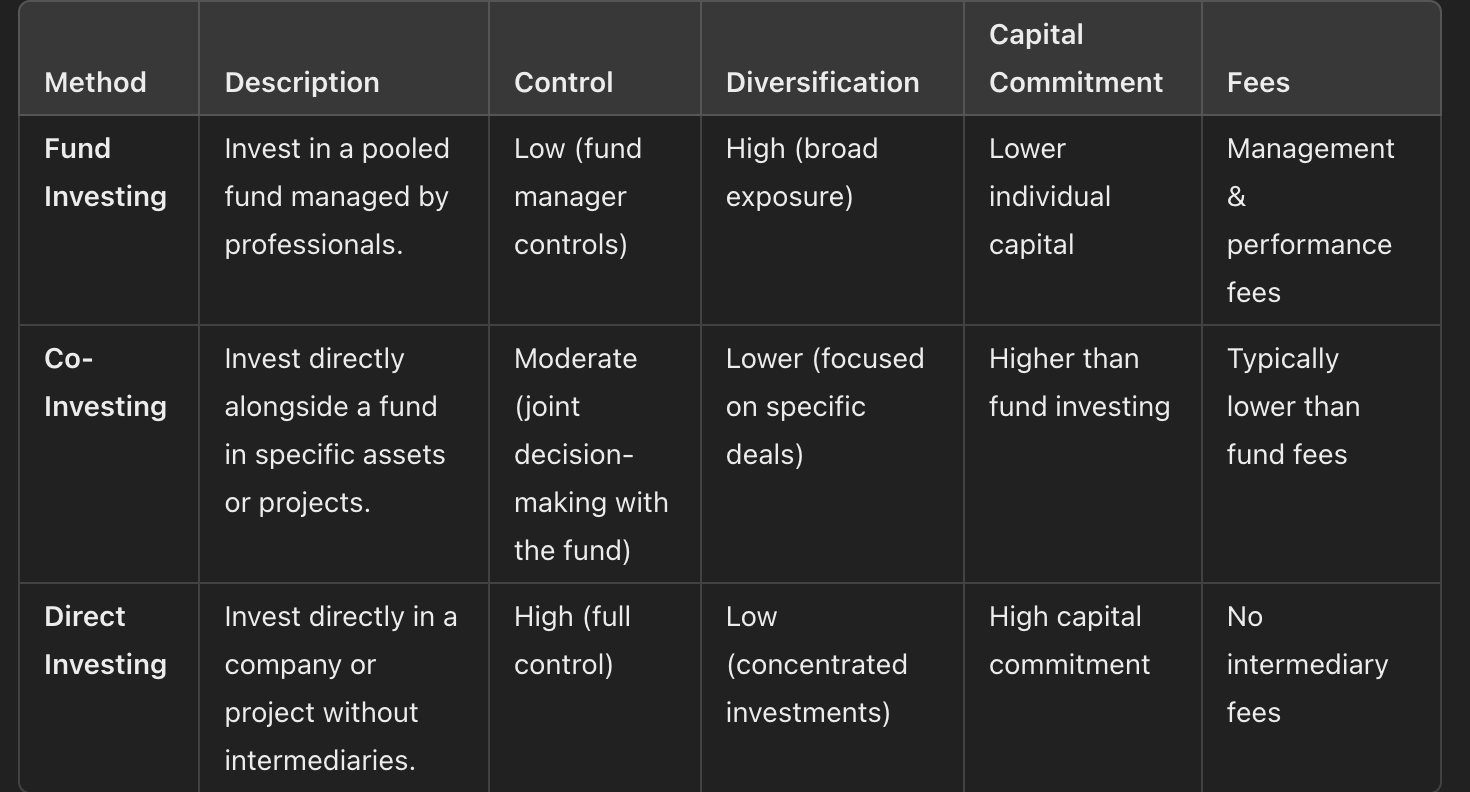 Method
Description
Control
Diversification
Capital
Commitment
Fees
Fund
Investing
Invest in a pooled
fund managed by
professionals.
Low (fund
manager
controls)
High (broad
exposure)
Lower
individual
capital
Management
&
performance
fees
Co-
Investing
Invest directly
alongside a fund
in specific assets
or projects.
Moderate
(joint
decision-
making with
the fund)
Lower (focused
on specific
deals)
Higher than
fund investing
Typically
lower than
fund fees
Direct
Investing
Invest directly in a
company or
project without
intermediaries.
High (full
control)
Low
(concentrated
investments)
High capital
commitment
No
intermediary
fees